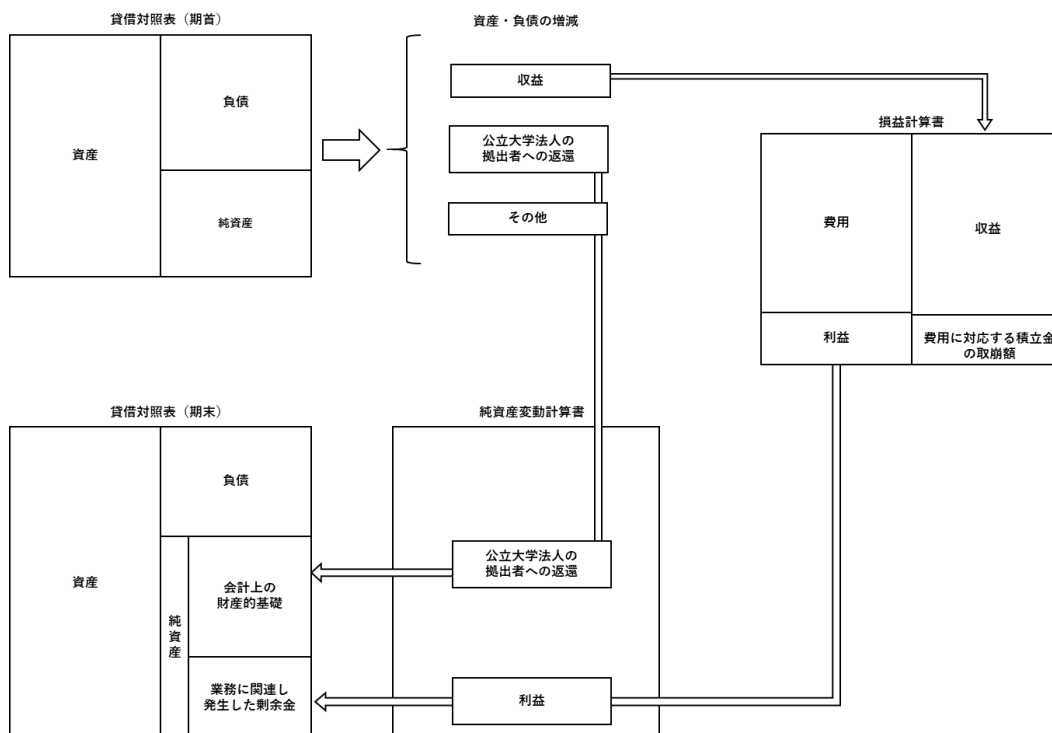 貸借対照表（期首）
資産・負債の増減
資産
負債
純資産
収益
公立大学法人の
拠出者への返還
その他
損益計算書
費用
収益
利益
費用に対応する積立金
の取崩額
貸借対照表（期末）
純資産変動計算書
資産
負債
純
資
産
会計上の
財産的基礎
業務に関連し
発生した剰余金
公立大学法人の
拠出者への返還
利益